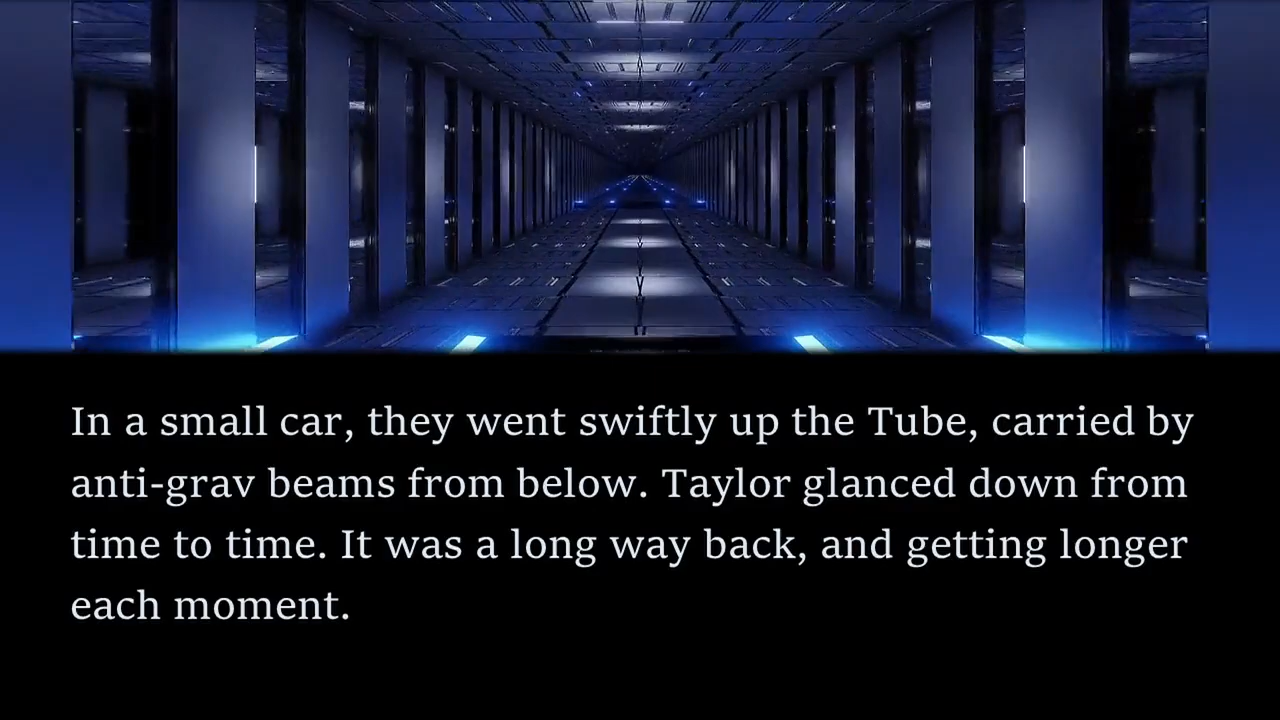 In a small car, they went swiftly up the Tube, carried by
anti-grav beams from below. Taylor glanced down from
time to time. It was a long way back, and getting longer
each moment.